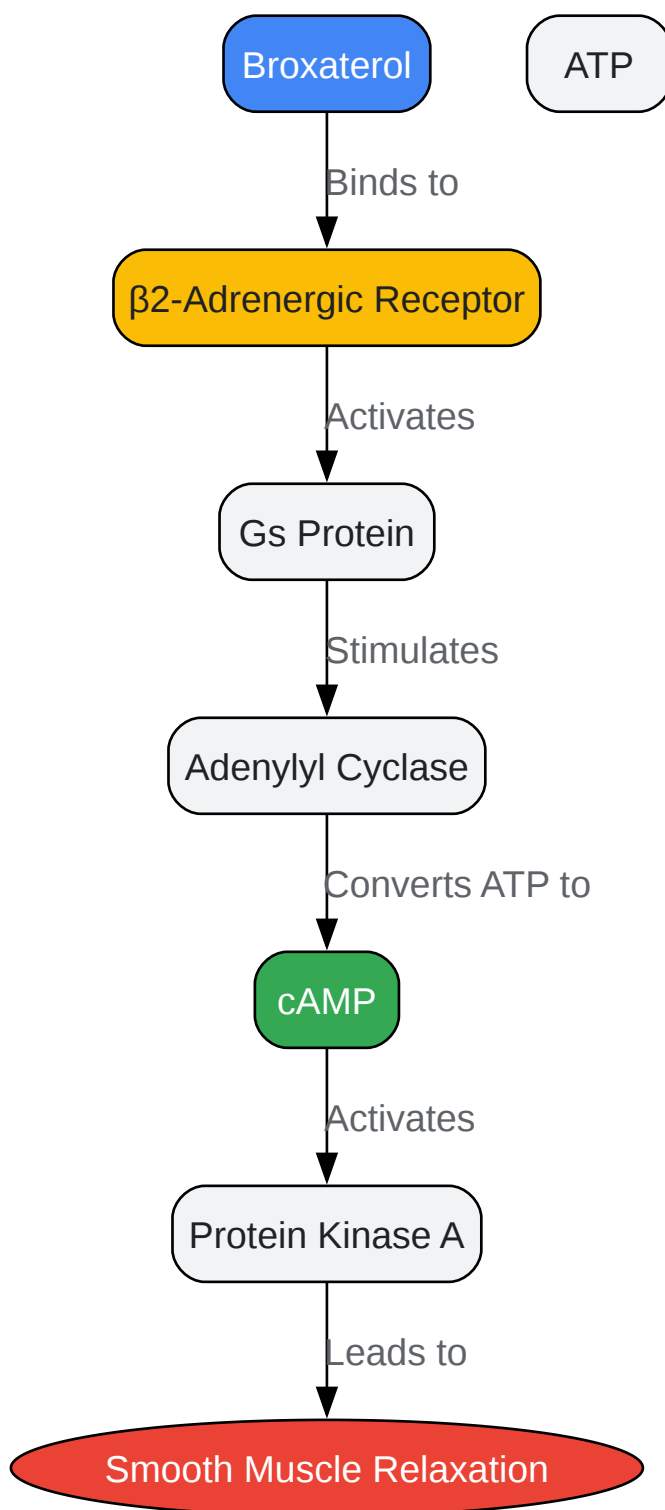 Broxaterol
ATP
Binds to
β2-Adrenergic Receptor
Activates
Gs Protein
Stimulates
Adenylyl Cyclase
Converts ATP to
cAMP
Activates
Protein Kinase A
Leads to
Smooth Muscle Relaxation